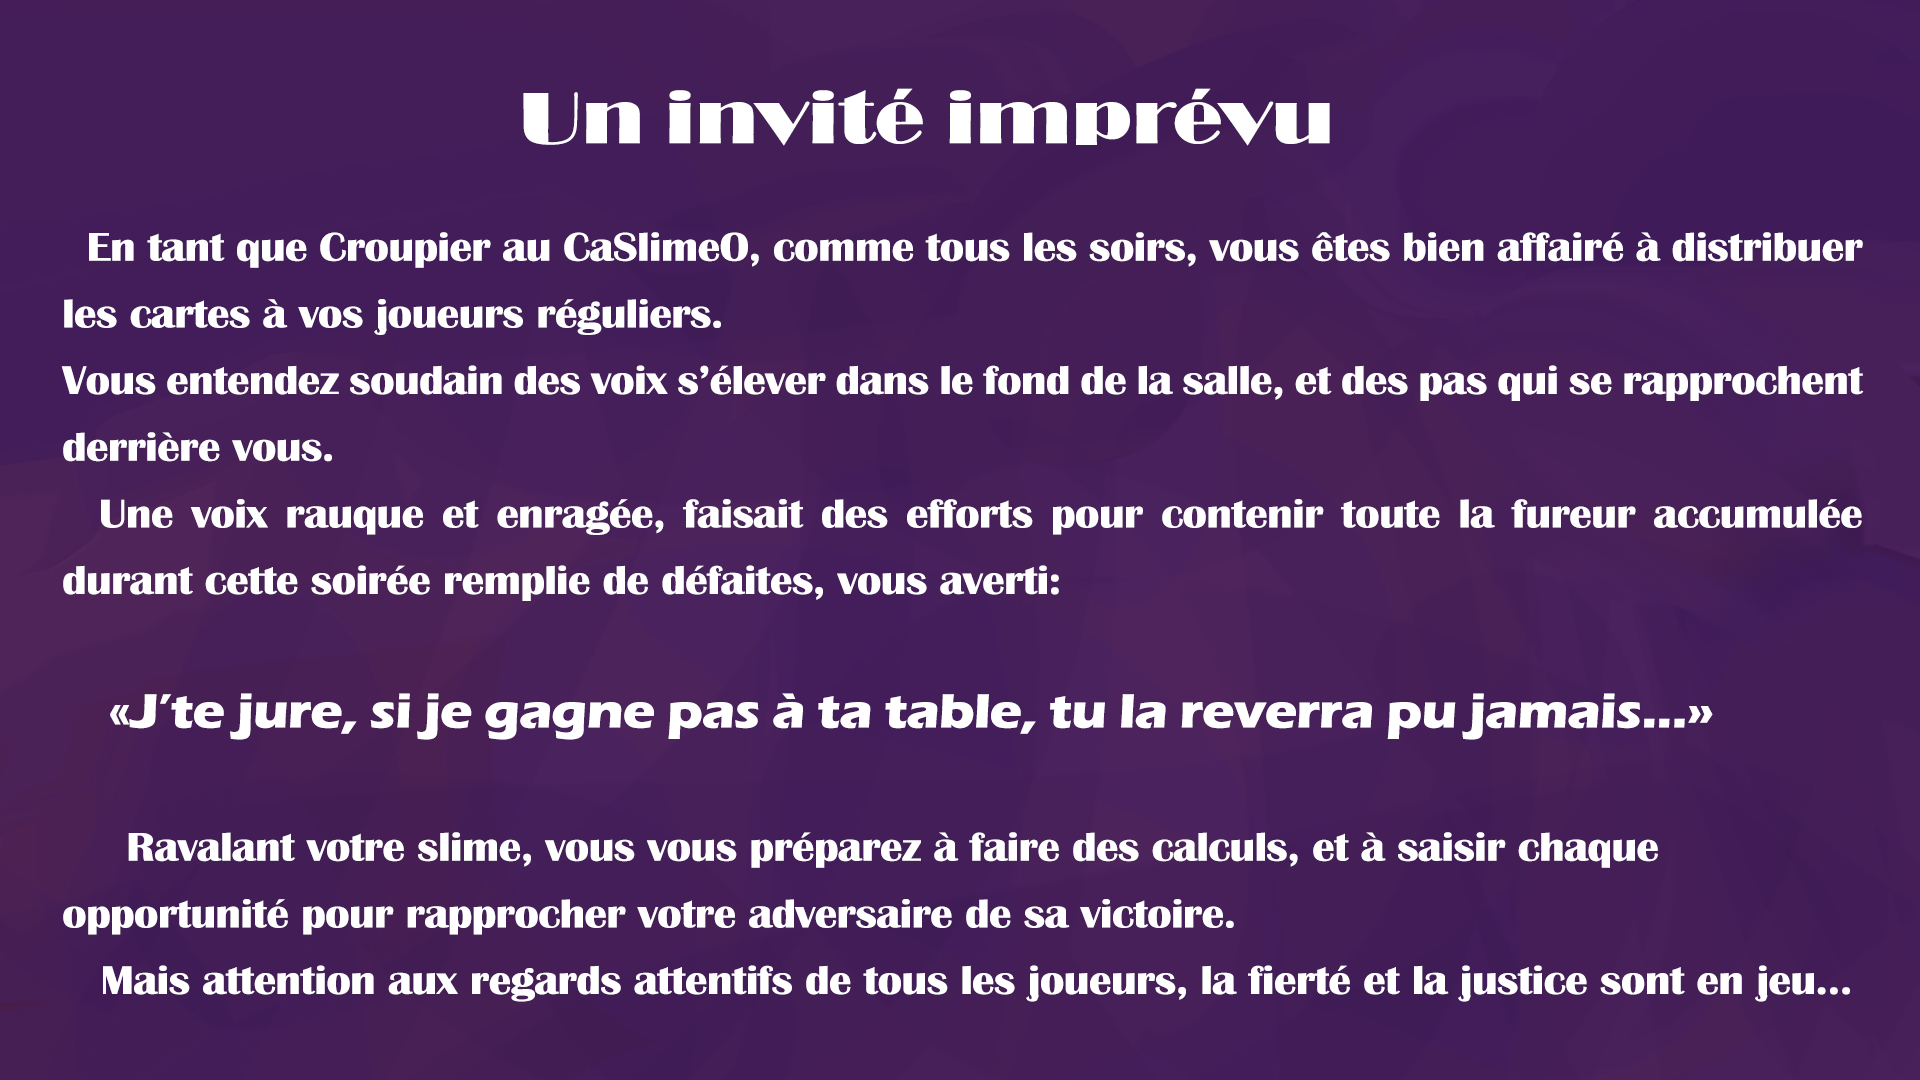 Un invité imprévu
En tant que Croupier au CaSlimeO, comme tous les soirs, vous êtes bien affairé à distribuer
les cartes à vos joueurs réguliers.
Vous entendez soudain des voix s’élever dans le fond de la salle, et des pas qui se rapprochent
derrière vous.
Une voix rauque et enragée, faisait des efforts pour contenir toute la fureur accumulée
durant cette soirée remplie de défaites, vous averti:
«J’te jure, si je gagne pas à ta table, tu la reverra pu jamais...»
Ravalant votre slime, vous vous préparez à faire des calculs, et à saisir chaque
opportunité pour rapprocher votre adversaire de sa victoire.
Mais attention aux regards attentifs de tous les joueurs, la fierté et la justice sont en jeu...